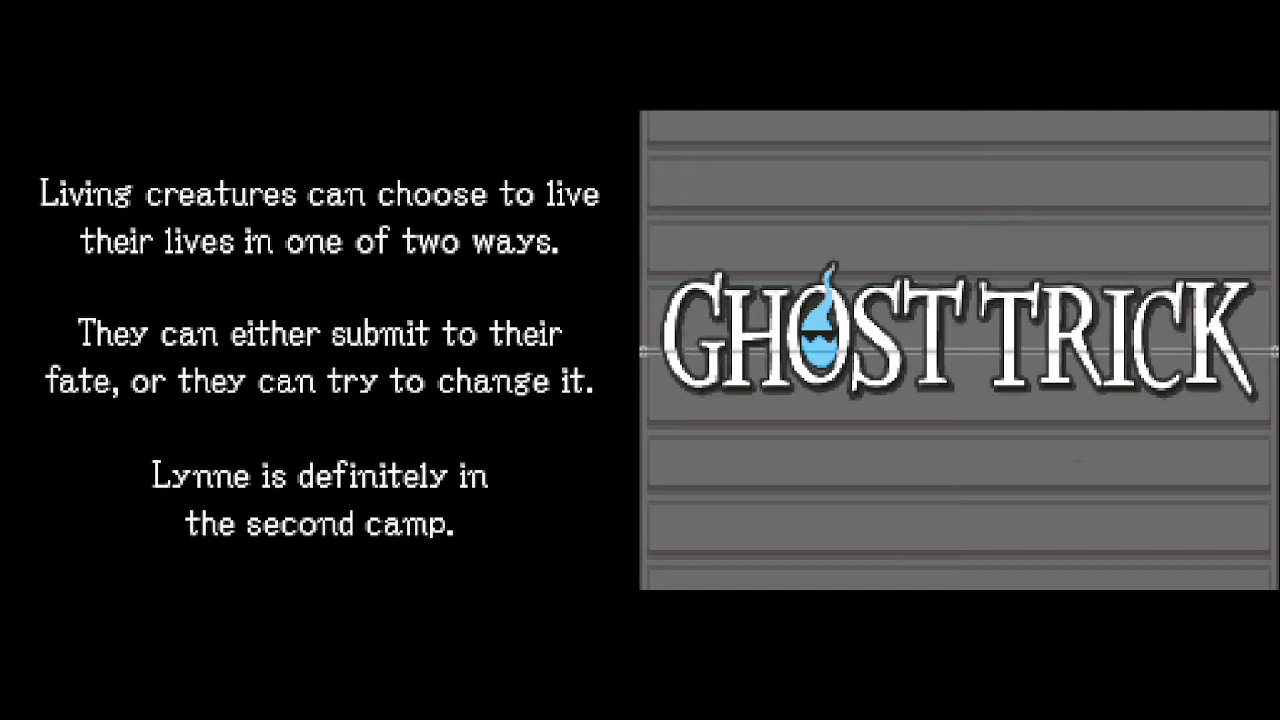 Living creatures can choose to live
their lives in one of two ways.
They can either submit to their
fate, or they can try to change it.
Lynne is definitely in
the second camp.
GHOST TRICK